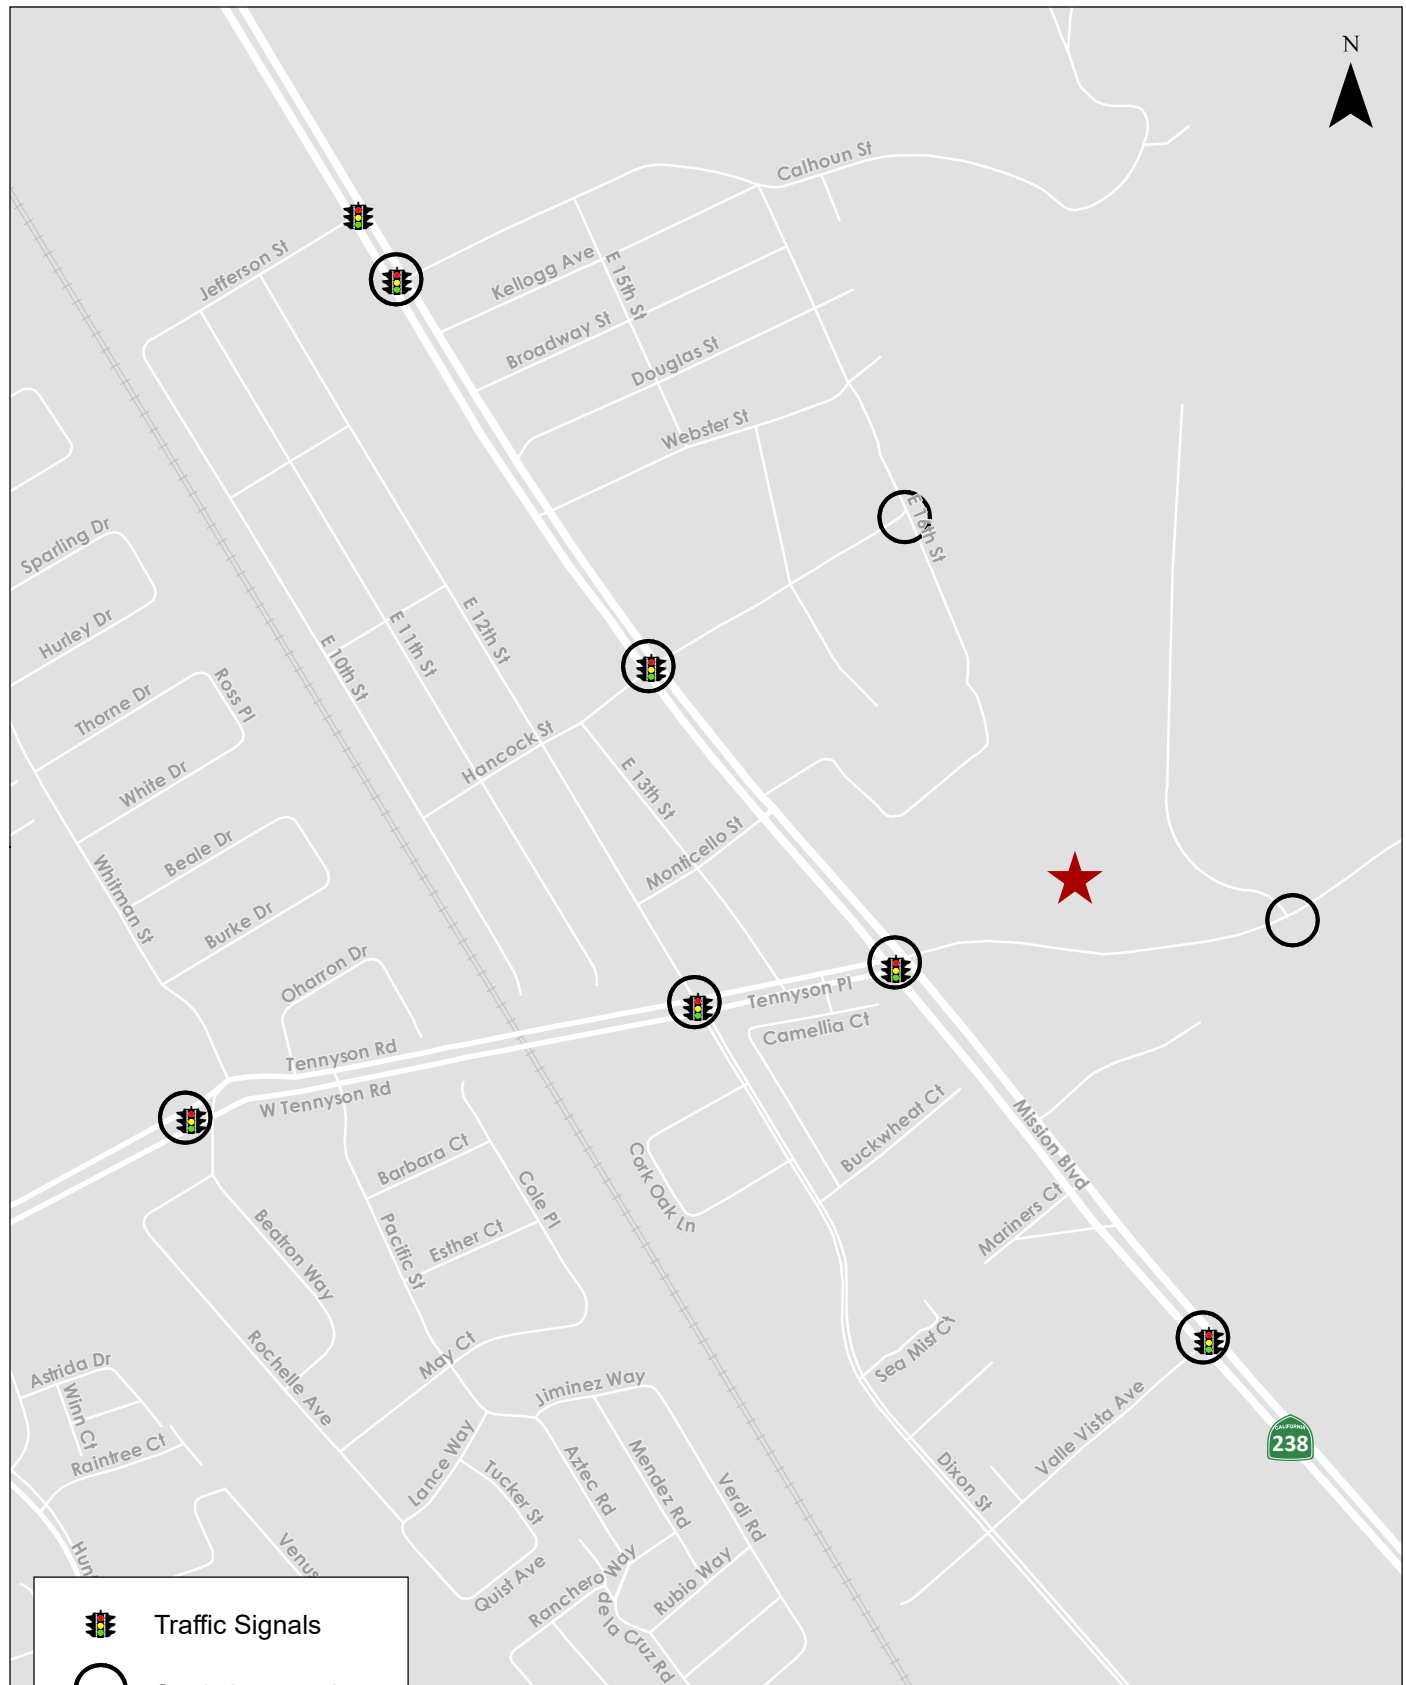 N
Calhoun St
Jefferson St
Kellogg Ave
E 15th St
Broadway St
Douglas St
Webster St
E 16th St
Sparling Dr
Hurley Dr
E 12th St
E 11th St
E 10th St
Ross Pl
Thorne Dr
Hancock St
White Dr
E 13th St
Monticello St
Beale Dr
Whitman St
Burke Dr
Oharron Dr
Tennyson Pl
Camellia Ct
Tennyson Rd
W Tennyson Rd
Buckwheat Ct
Mission Blvd
Barbara Ct
Cork Oak Ln
Cole Pl
Mariners Ct
Beatron Way
Pacific St
Esther Ct
Sea Mist Ct
May Ct
Rochelle Ave
Astrida Dr
Winn Ct
Jiminez Way
Valle Vista Ave
CALIFORNIA
238
Raintree Ct
Lance Way
Tucker St
Aztec Rd
Mendez Rd
Verdi Rd
Dixon St
Venus
Quist Ave
Ranchero Way
Rubio Way
de la Cruz Rd
Traffic Signals